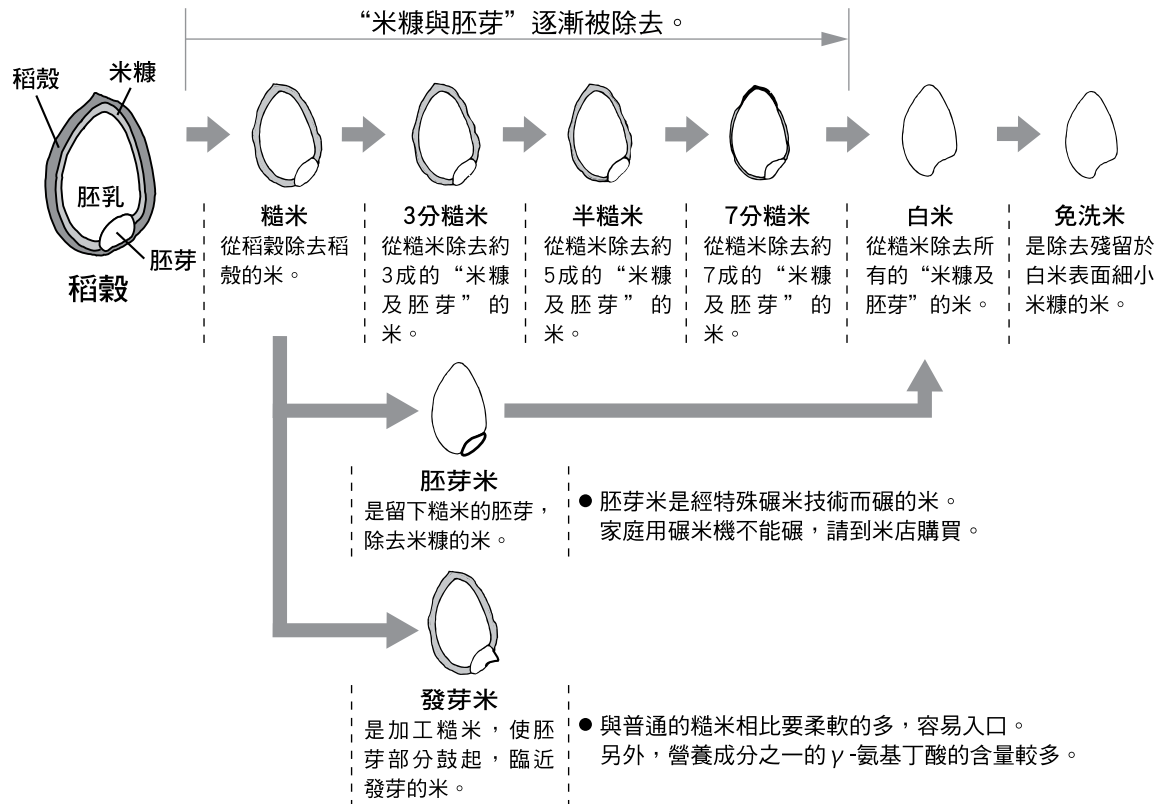 “米糠與胚芽”逐漸被除去。
稻殼
米糠
胚乳
胚芽
稻穀
糙米
從稻穀除去稻
殼的米。
3分糙米
從糙米除去約
3成的“米糠
及胚芽”的
米。
半糙米
從糙米除去約
5成的“米糠
及胚芽”的
米。
7分糙米
從糙米除去約
7成的“米糠
及胚芽”的
米。
白米
從糙米除去所
有的“米糠及
胚芽”的米。
免洗米
是除去殘留於
白米表面細小
米糠的米。
胚芽米
是留下糙米的胚芽，
除去米糠的米。
● 胚芽米是經特殊碾米技術而碾的米。
家庭用碾米機不能碾，請到米店購買。
發芽米
是加工糙米，使胚
芽部分鼓起，臨近
發芽的米。
● 與普通的糙米相比要柔軟的多，容易入口。
另外，營養成分之一的γ-氨基丁酸的含量較多。